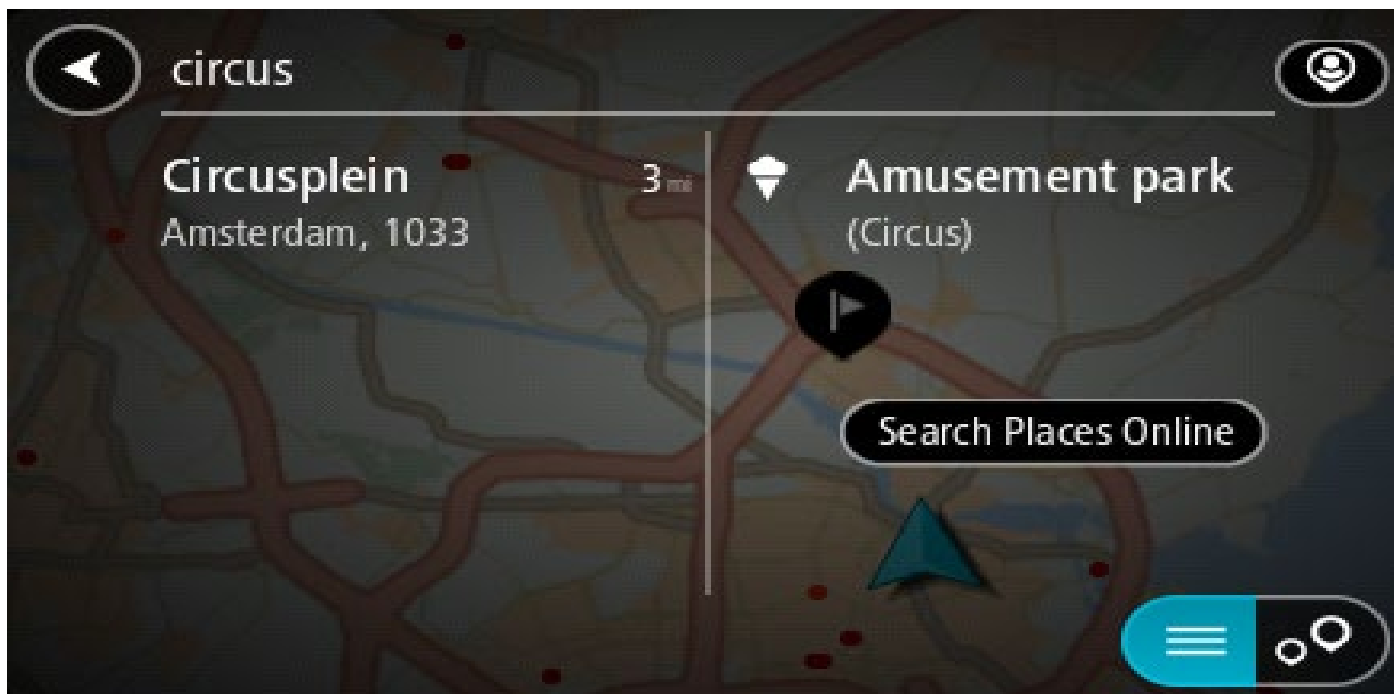 circus
Circusplein 3 mi
Amsterdam, 1033
Amusement park
(Circus)
Search Places Online